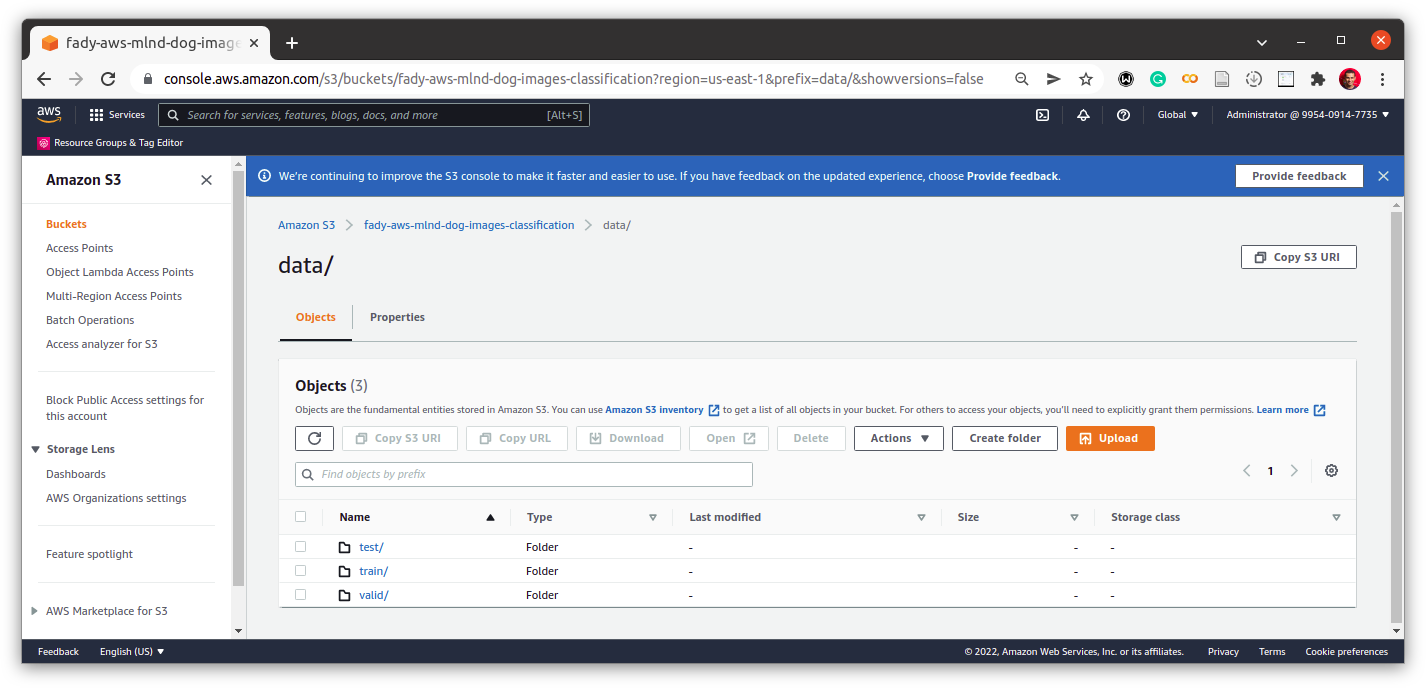 fady-aws-mlnd-dog-image
console.aws.amazon.com/s3/buckets/fady-aws-mlnd-dog-images-classification?region=us-east-1&prefix=data/&showversions=false
aws Services Search for services, features, blogs, docs, and more [Alt+S] Global Administrator @ 9954-0914-7735
Resource Groups & Tag Editor
Amazon S3
Buckets
Access Points
Object Lambda Access Points
Multi-Region Access Points
Batch Operations
Access analyzer for S3
Block Public Access settings for
this account
Storage Lens
Dashboards
AWS Organizations settings
Feature spotlight
AWS Marketplace for S3
We're continuing to improve the S3 console to make it faster and easier to use. If you have feedback on the updated experience, choose Provide feedback.
Provide feedback
Amazon S3 fady-aws-mlnd-dog-images-classification data/
data/
Copy S3 URI
Objects Properties
Objects (3)
Objects are the fundamental entities stored in Amazon S3. You can use Amazon S3 inventory to get a list of all objects in your bucket. For others to access your objects, you'll need to explicitly grant them permissions. Learn more
Copy S3 URI Copy URL Download Open Delete Actions Create folder Upload
Find objects by prefix
1
Name Type Last modified Size Storage class
test/ Folder - - -
train/ Folder - - -
valid/ Folder - - -
Feedback English (US) © 2022, Amazon Web Services, Inc. or its affiliates. Privacy Terms Cookie preferences